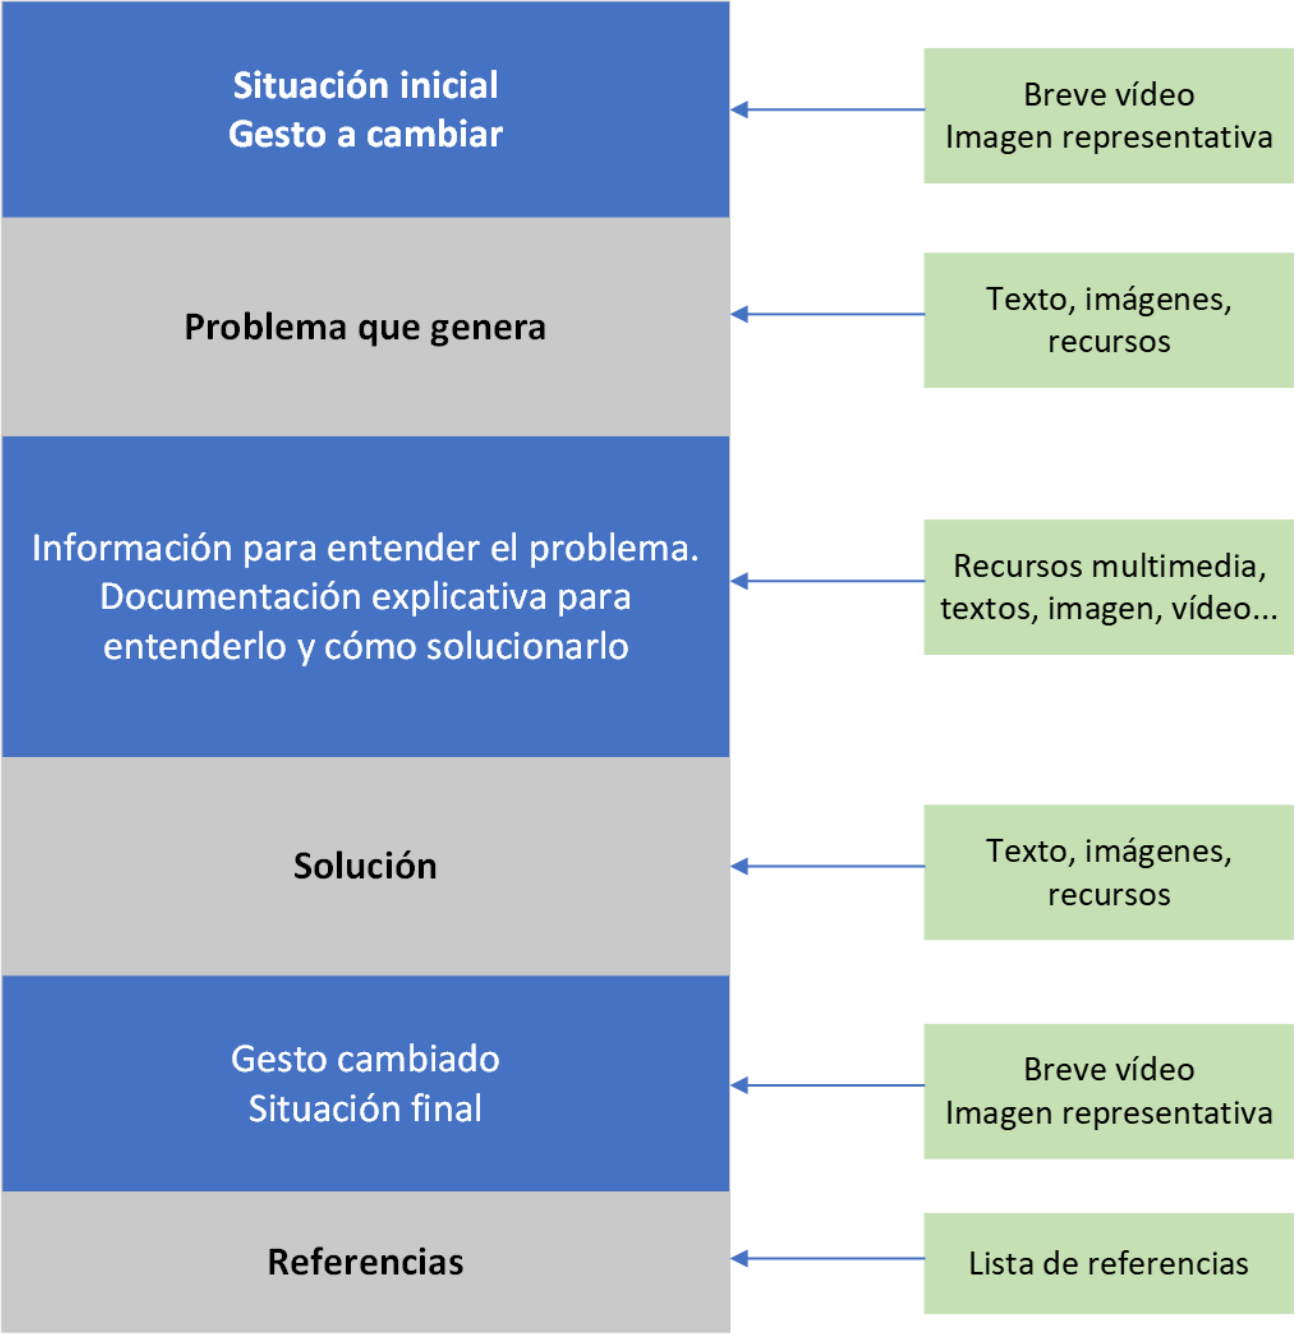 Situación inicial
Gesto a cambiar
Breve vídeo
Imagen representativa
Problema que genera
Texto, imágenes,
recursos
Información para entender el problema.
Documentación explicativa para
entenderlo y cómo solucionarlo
Recursos multimedia,
textos, imagen, vídeo...
Solución
Texto, imágenes,
recursos
Gesto cambiado
Situación final
Breve vídeo
Imagen representativa
Referencias
Lista de referencias